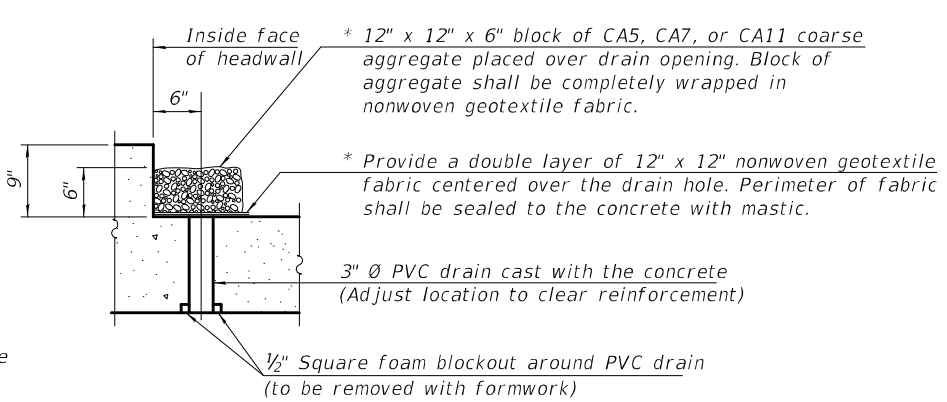 Inside face
of headwall
* 12" x 12" x 6" block of CA5, CA7, or CA11 coarse
aggregate placed over drain opening. Block of
aggregate shall be completely wrapped in
nonwoven geotextile fabric.
6"
9"
6"
* Provide a double layer of 12" x 12" nonwoven geotextile
fabric centered over the drain hole. Perimeter of fabric
shall be sealed to the concrete with mastic.
3" Ø PVC drain cast with the concrete
(Adjust location to clear reinforcement)
e
½" Square foam blockout around PVC drain
(to be removed with formwork)